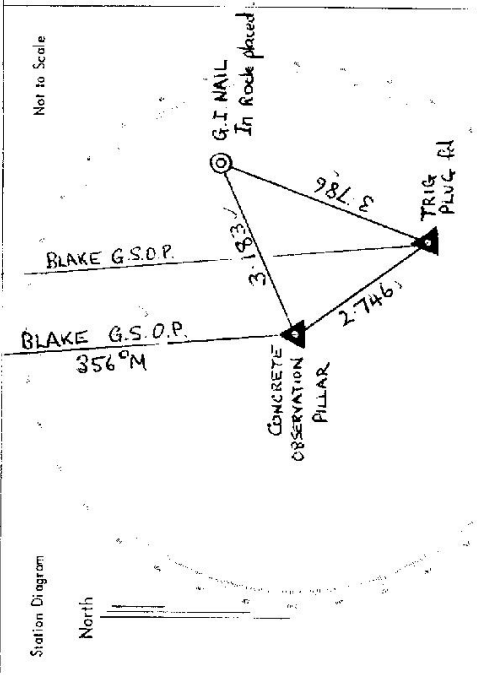 Station Diagram
Not to Scale
North
BLAKE G.S.O.P.
356°M
BLAKE G.S.O.P.
CONCRETE
OBSERVATION
PILLAR
3.183
2.746
3.786
G.I. NAIL
In Rock placed.
TRIG
PLUG fd